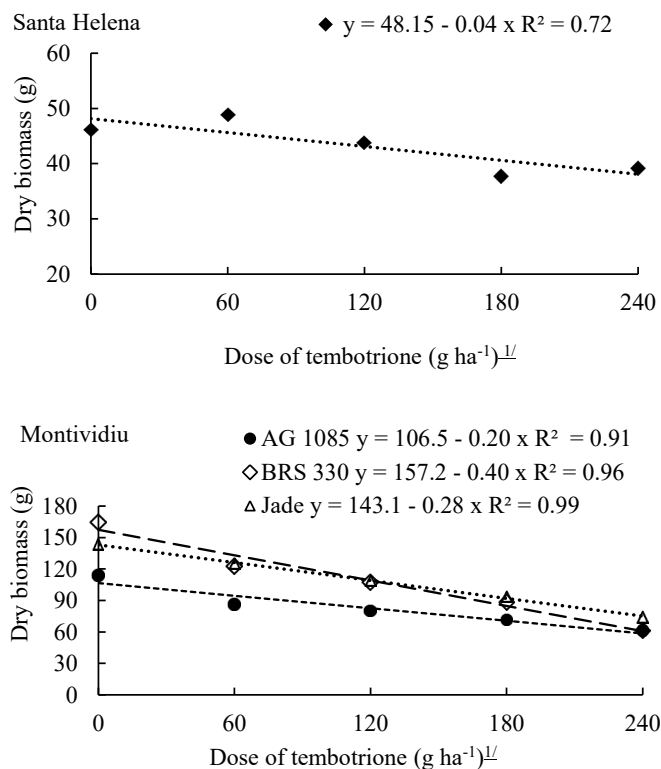 Santa Helena
◆ y = 48.15 - 0.04 x R² = 0.72
60
50
40
30
20
0 60 120 180 240
Dry biomass (g)
Dose of tembotrione (g ha⁻¹)¹/
Montividiu
● AG 1085 y = 106.5 - 0.20 x R² = 0.91
◇ BRS 330 y = 157.2 - 0.40 x R² = 0.96
△ Jade y = 143.1 - 0.28 x R² = 0.99
180
150
120
90
60
30
0
0 60 120 180 240
Dry biomass (g)
Dose of tembotrione (g ha⁻¹)¹/